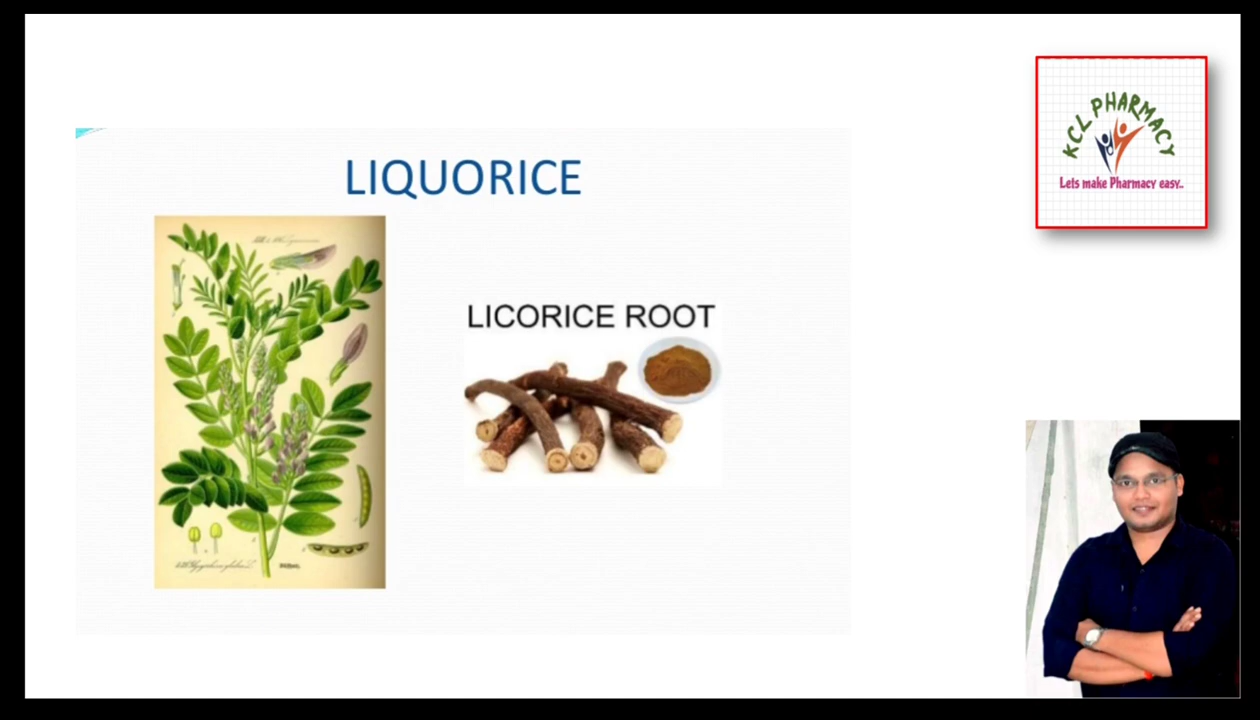 LIQUORICE
LICORICE ROOT
KCL PHARMACY
Lets make Pharmacy easy..